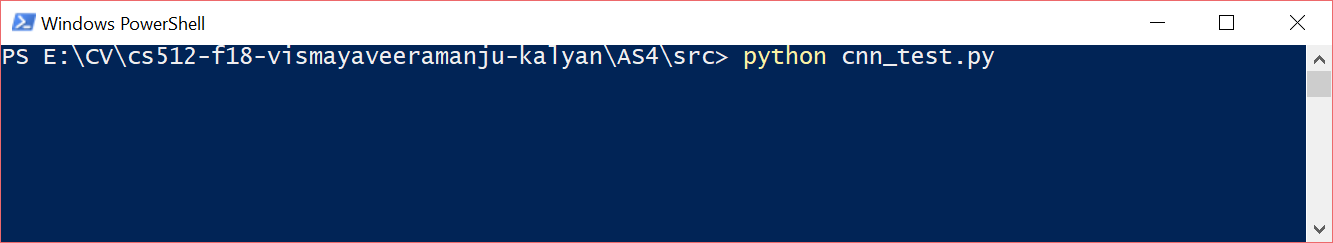 Windows PowerShell
PS E:\CV\cs512-f18-vismayaveeramanju-kalyan\AS4\src> python cnn_test.py